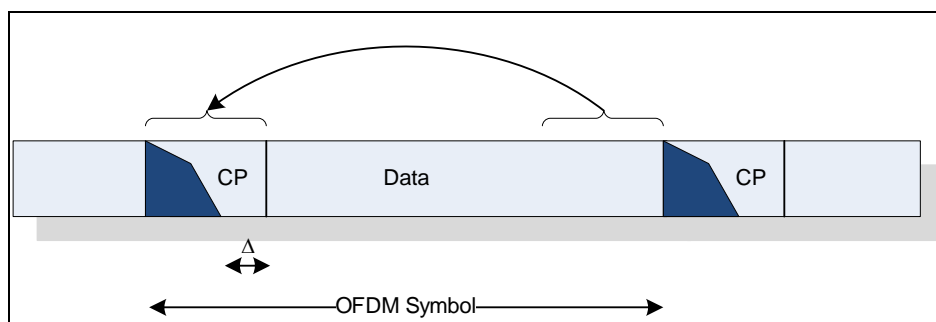 CP
Data
CP
Δ
OFDM Symbol